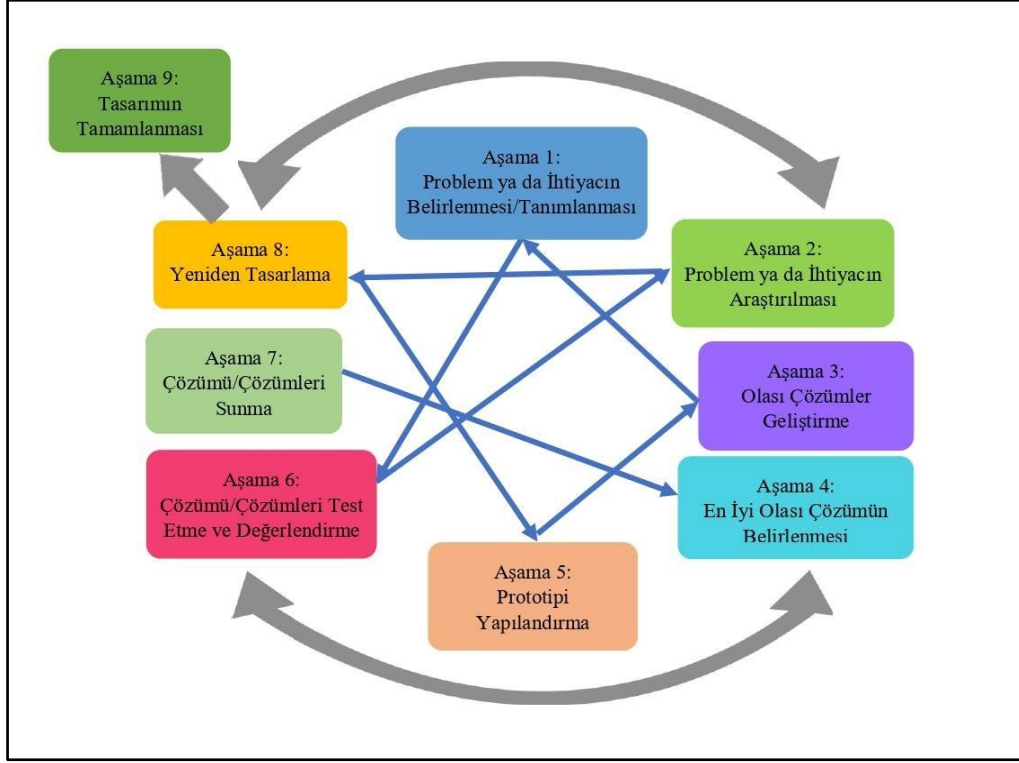 Aşama 9:
Tasarımın
Tamamlanması
Aşama 1:
Problem ya da İhtiyacın
Belirlenmesi/Tanımlanması
Aşama 2:
Problem ya da İhtiyacın
Araştırılması
Aşama 3:
Olası Çözümler
Geliştirme
Aşama 4:
En İyi Olası Çözümün
Belirlenmesi
Aşama 5:
Prototipi
Yapılandırma
Aşama 6:
Çözümü/Çözümleri Test
Etme ve Değerlendirme
Aşama 7:
Çözümü/Çözümleri
Sunma
Aşama 8:
Yeniden Tasarlama